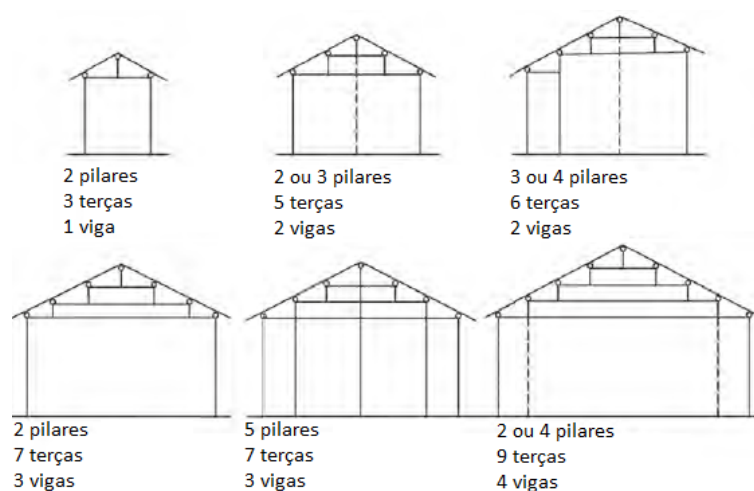 2 pilares
3 terças
1 viga
2 ou 3 pilares
5 terças
2 vigas
3 ou 4 pilares
6 terças
2 vigas
2 pilares
7 terças
3 vigas
5 pilares
7 terças
3 vigas
2 ou 4 pilares
9 terças
4 vigas